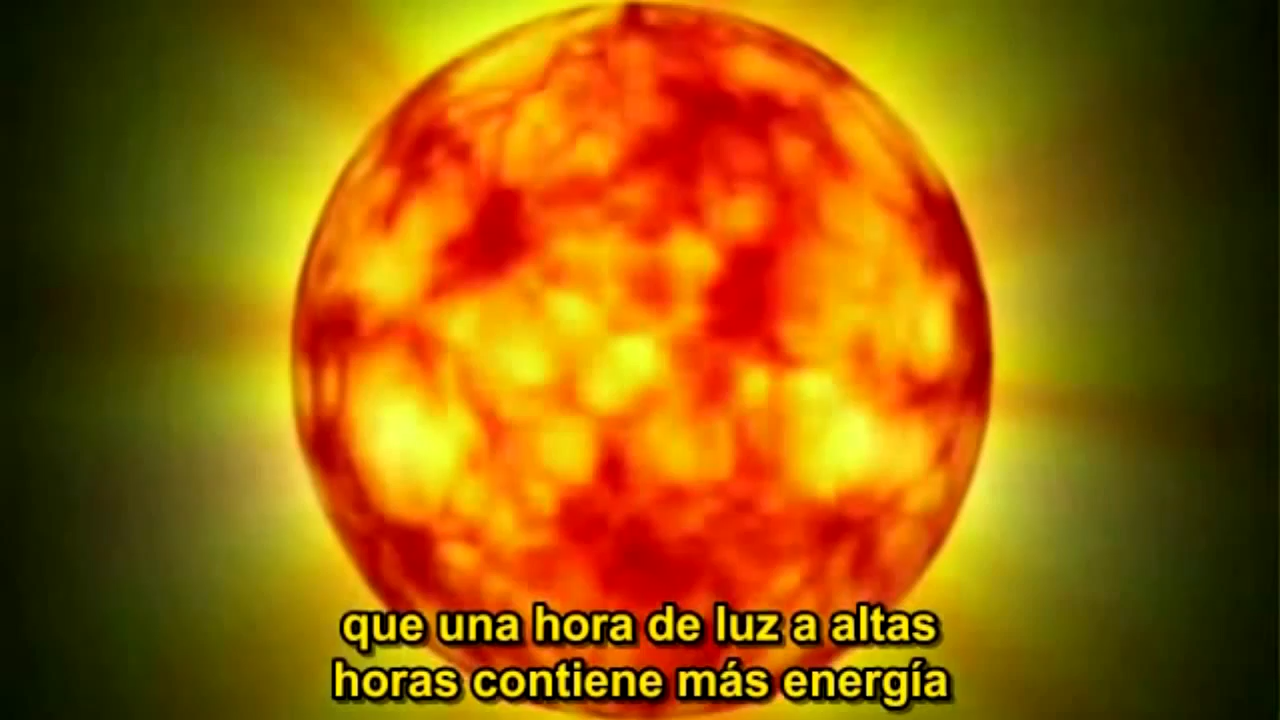 que una hora de luz a altas
horas contiene más energía